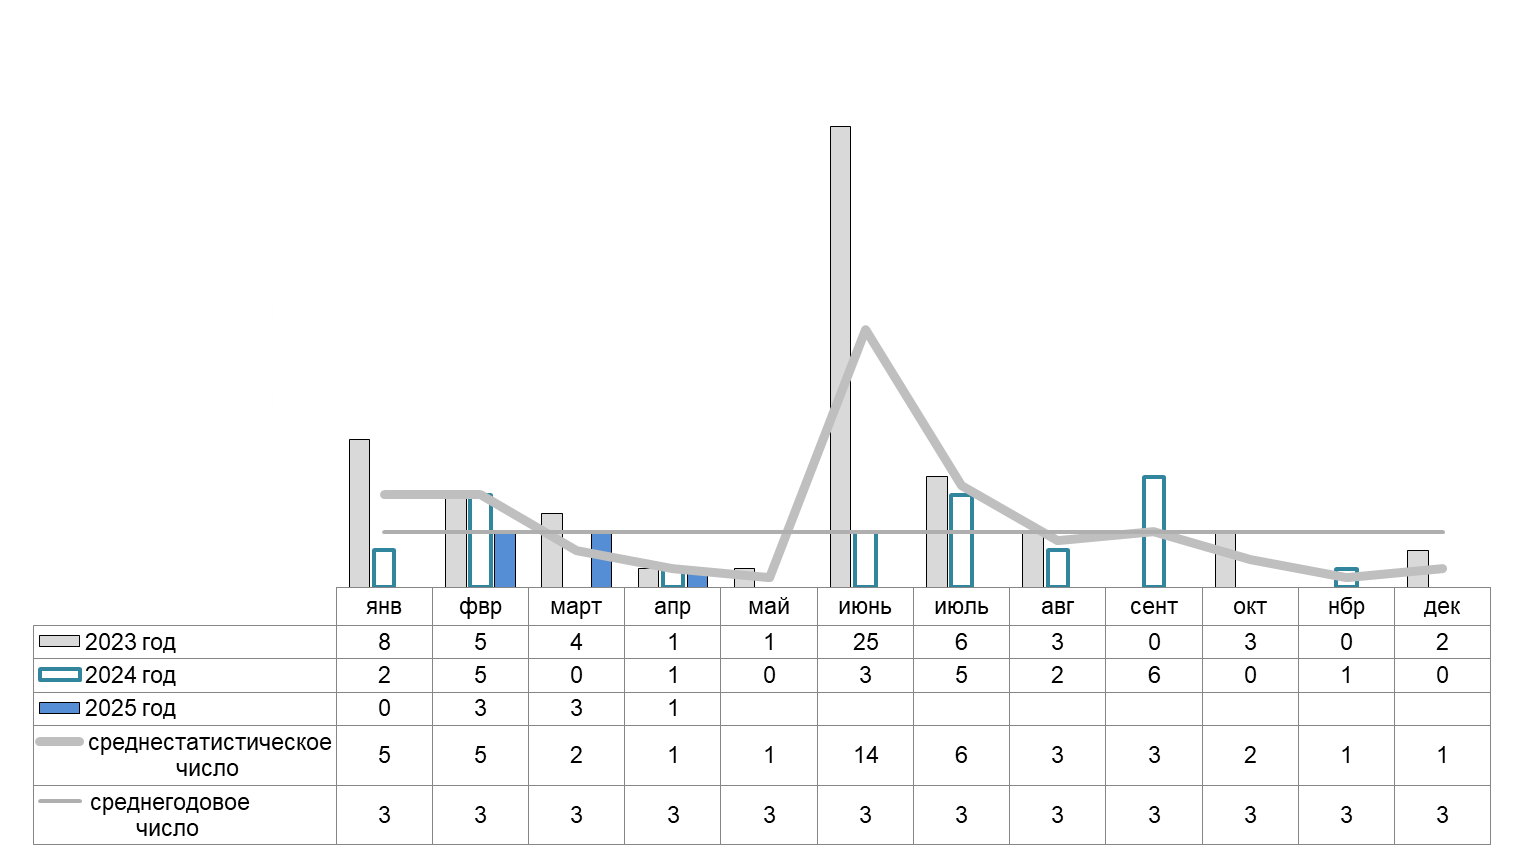 янв фвр март апр май июнь июль авг сент окт нбр дек
2023 год 8 5 4 1 1 25 6 3 0 3 0 2
2024 год 2 5 0 1 0 3 5 2 6 0 1 0
2025 год 0 3 3 1
среднестатистическое
число 5 5 2 1 1 14 6 3 3 2 1 1
среднегодовое
число 3 3 3 3 3 3 3 3 3 3 3 3